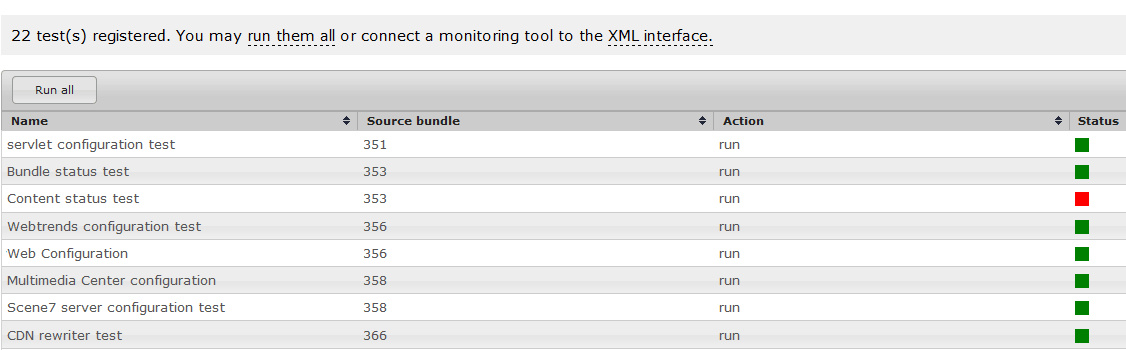 22 test(s) registered. You may run them all or connect a monitoring tool to the XML interface.
Run all
Name Source bundle Action Status
servlet configuration test 351 run
Bundle status test 353 run
Content status test 353 run
Webtrends configuration test 356 run
Web Configuration 356 run
Multimedia Center configuration 358 run
Scene7 server configuration test 358 run
CDN rewriter test 366 run